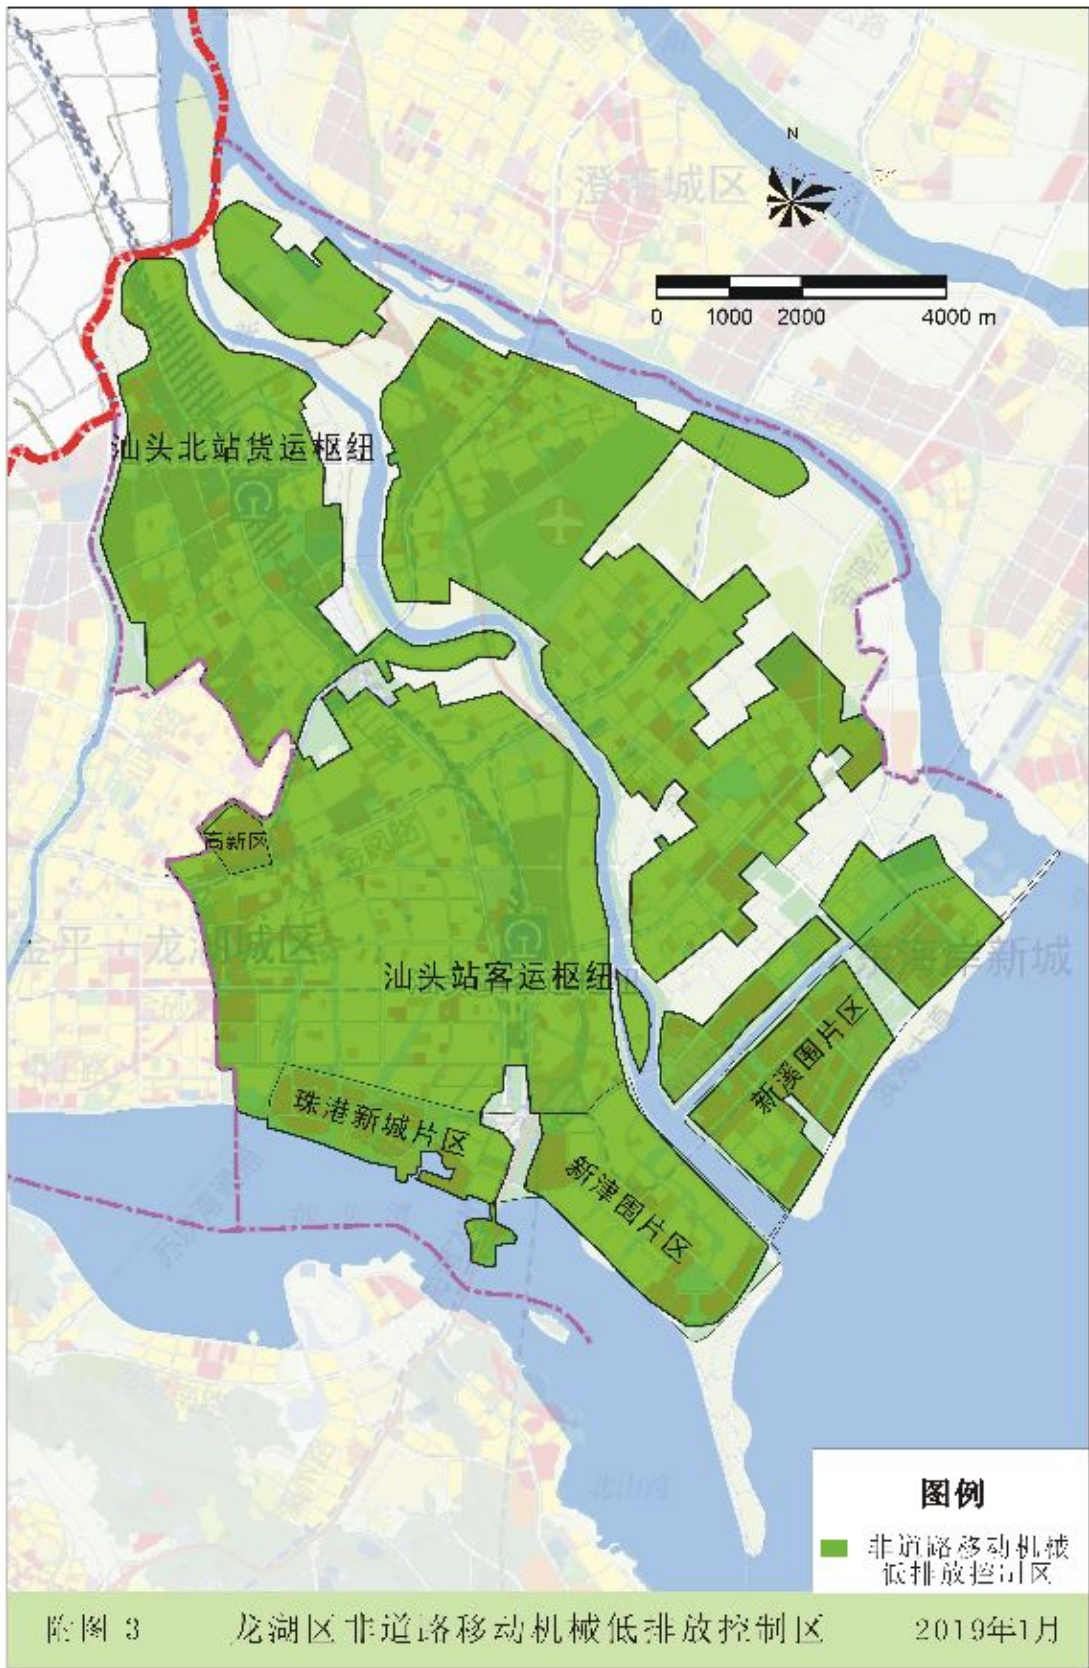 N
澄海城区
0 1000 2000 4000 m
汕头北站货运枢纽
高新区
金平—龙湖城区
汕头站客运枢纽
东海岸新城
新溪围片区
珠港新城片区
新津围片区
图例
非道路移动机械
低排放控制区
附图 3 龙湖区非道路移动机械低排放控制区 2019年1月